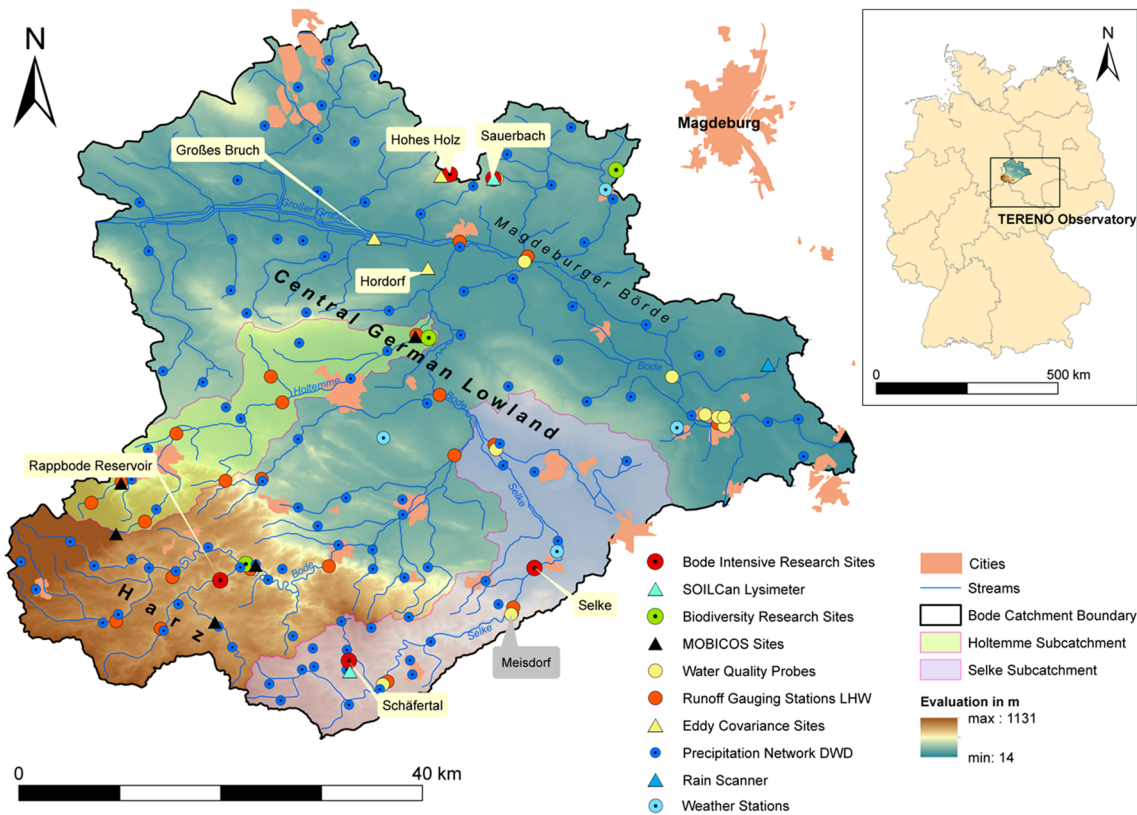 N
Großes Bruch
Hohes Holz
Sauerbach
Magdeburg
N
TERENO Observatory
0
500 km
Großer Graben
Magdeburger Börde
Hordorf
Central German Lowland
Holtemme
Bode
Bode
Rappbode Reservoir
Selke
Bode
Harz
Selke
Selke
Meisdorf
Schäfertal
0
40 km
Bode Intensive Research Sites
SOILCan Lysimeter
Biodiversity Research Sites
MOBICOS Sites
Water Quality Probes
Runoff Gauging Stations LHW
Eddy Covariance Sites
Precipitation Network DWD
Rain Scanner
Weather Stations
Cities
Streams
Bode Catchment Boundary
Holtemme Subcatchment
Selke Subcatchment
Evaluation in m
max : 1131
min: 14